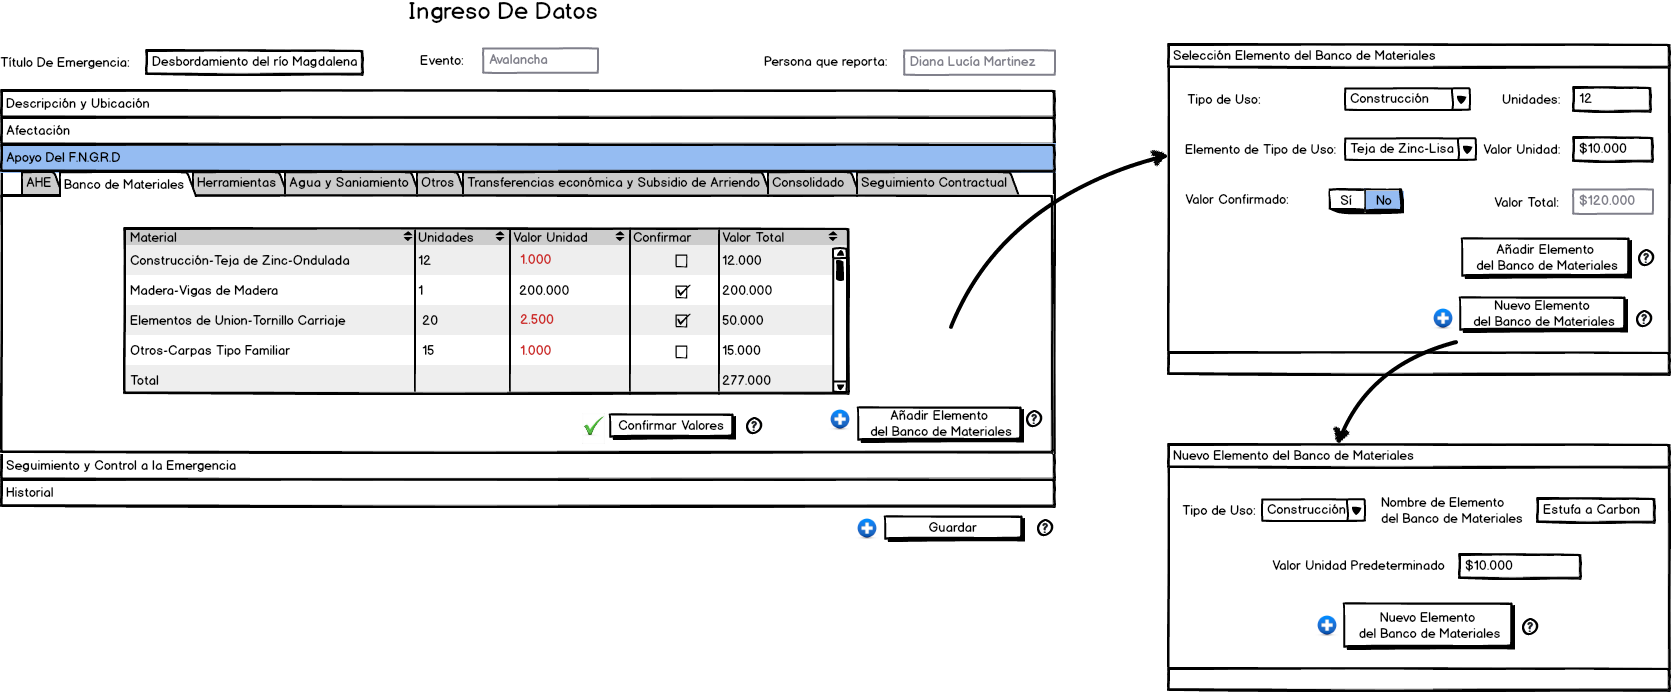 Ingreso De Datos
Título De Emergencia: Desbordamiento del río Magdalena Evento: Avalancha Persona que reporta: Diana Lucía Martinez
Descripción y Ubicación
Afectación
Apoyo Del F.N.G.R.D
AHE Banco de Materiales Herramientas Agua y Saniamiento Otros Transferencias económica y Subsidio de Arriendo Consolidado Seguimiento Contractual
Material Unidades Valor Unidad Confirmar Valor Total
Construcción-Teja de Zinc-Ondulada 12 1.000 12.000
Madera-Vigas de Madera 1 200.000 200.000
Elementos de Union-Tornillo Carriaje 20 2.500 50.000
Otros-Carpas Tipo Familiar 15 1.000 15.000
Total 277.000
Confirmar Valores ?
Añadir Elemento
del Banco de Materiales ?
Seguimiento y Control a la Emergencia
Historial
Guardar ?
Selección Elemento del Banco de Materiales
Tipo de Uso: Construcción Unidades: 12
Elemento de Tipo de Uso: Teja de Zinc-Lisa Valor Unidad: $10.000
Valor Confirmado: Sí No Valor Total: $120.000
Añadir Elemento
del Banco de Materiales ?
Nuevo Elemento
del Banco de Materiales ?
Nuevo Elemento del Banco de Materiales
Tipo de Uso: Construcción
Nombre de Elemento
del Banco de Materiales
Estufa a Carbon
Valor Unidad Predeterminado $10.000
Nuevo Elemento
del Banco de Materiales ?